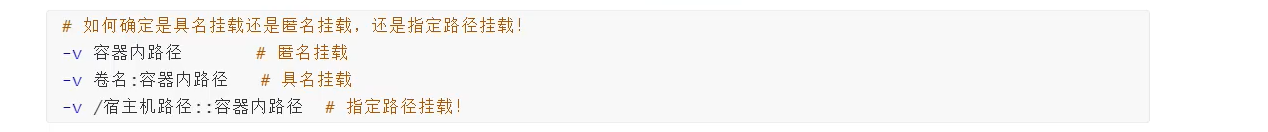 # 如何确定是具名挂载还是匿名挂载，还是指定路径挂载！
-v 容器内路径 # 匿名挂载
-v 卷名:容器内路径 # 具名挂载
-v /宿主机路径::容器内路径 # 指定路径挂载！